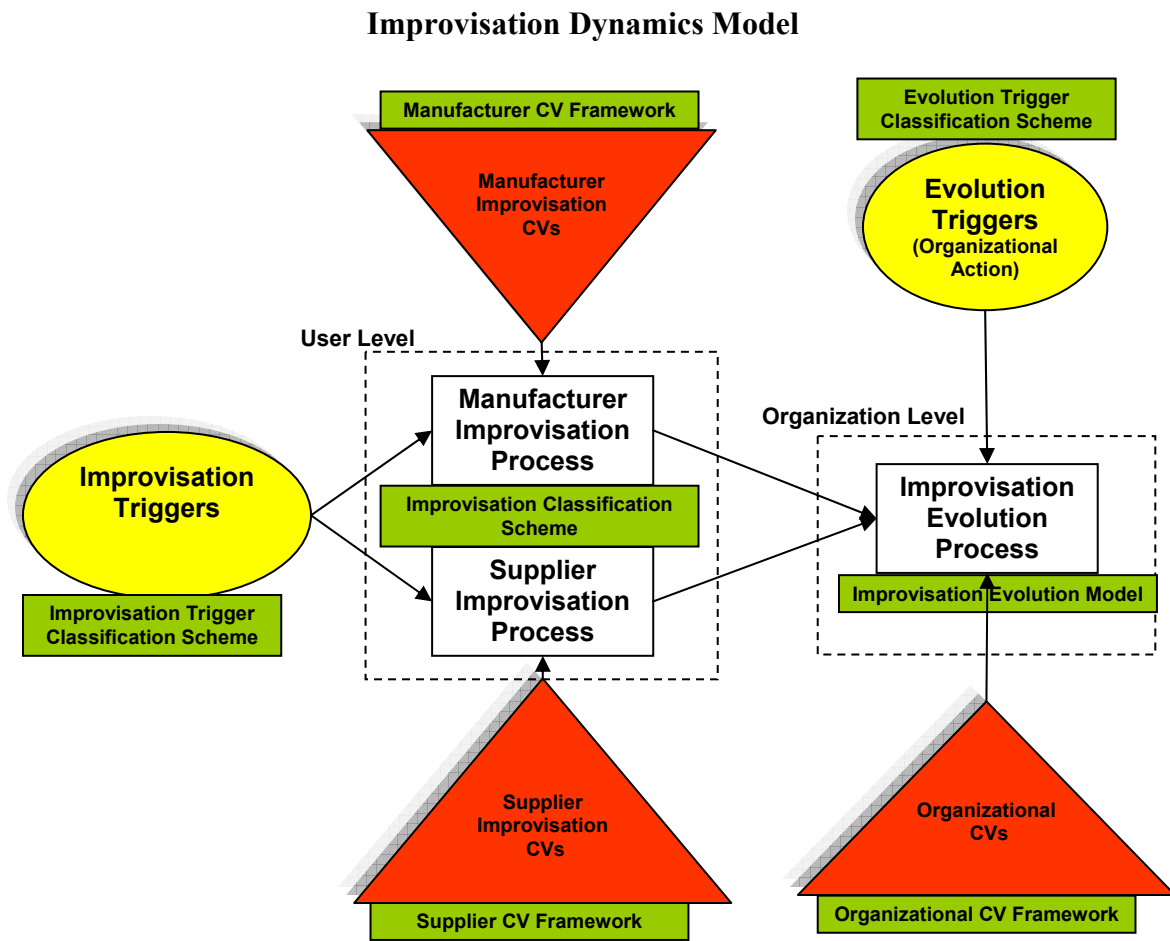 Improvisation Dynamics Model
Manufacturer CV Framework
Manufacturer
Improvisation
CVs
Evolution Trigger
Classification Scheme
Evolution
Triggers
(Organizational
Action)
User Level
Manufacturer
Improvisation
Process
Improvisation Classification
Scheme
Supplier
Improvisation
Process
Organization Level
Improvisation
Evolution
Process
Improvisation Evolution Model
Improvisation
Triggers
Improvisation Trigger
Classification Scheme
Supplier
Improvisation
CVs
Supplier CV Framework
Organizational
CVs
Organizational CV Framework